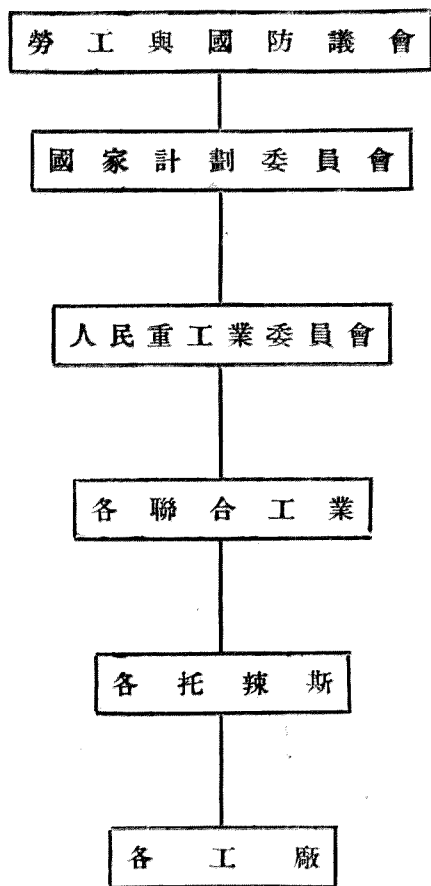 勞工與國防議會
國家計劃委員會
人民重工業委員會
各聯合工業
各托辣斯
各工廠